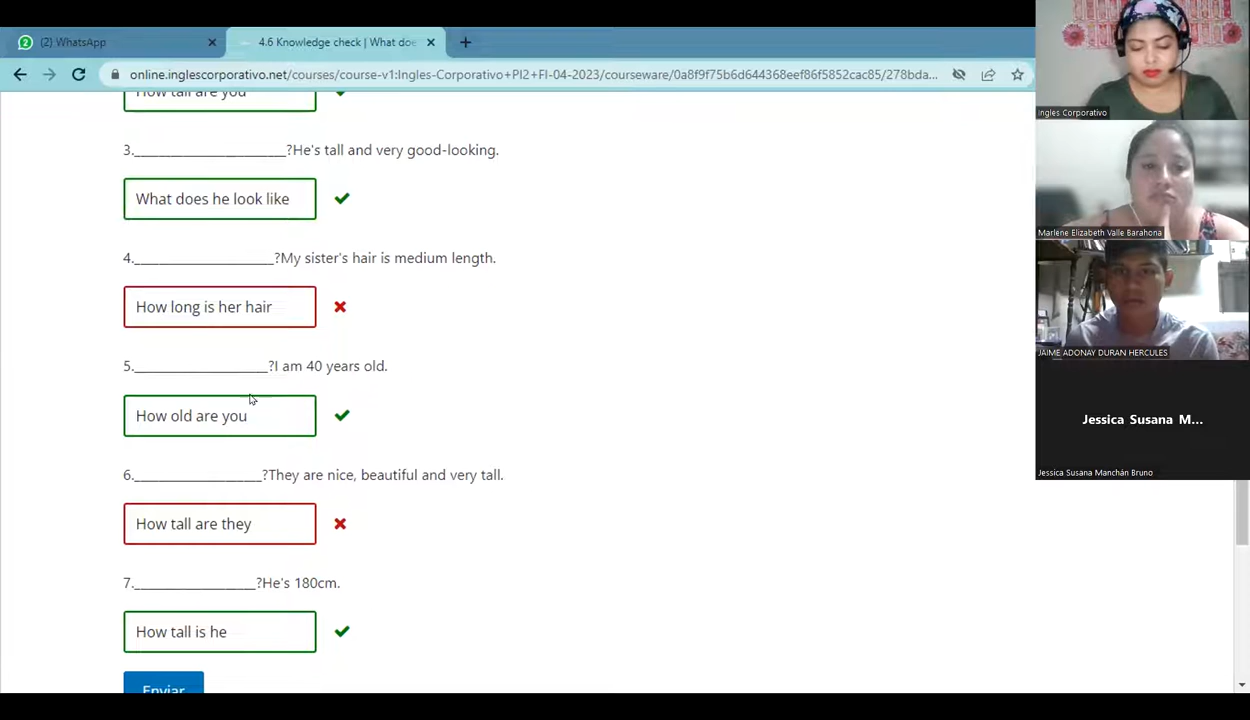 (2) WhatsApp
4.6 Knowledge check | What doe
online.inglescorporativo.net/courses/course-v1:Ingles-Corporativo+PI2+FI-04-2023/courseware/0a8f9f75b6d644368eef86f5852cac85/278bda...
How tall are you
3.______________________?He's tall and very good-looking.
What does he look like
4.____________________?My sister's hair is medium length.
How long is her hair
5.___________________?I am 40 years old.
How old are you
6.__________________?They are nice, beautiful and very tall.
How tall are they
7._________________?He's 180cm.
How tall is he
Enviar
Ingles Corporativo
Marlene Elizabeth Valle Barahona
JAIME ADONAY DURAN HERCULES
Jessica Susana M...
Jessica Susana Manchán Bruno